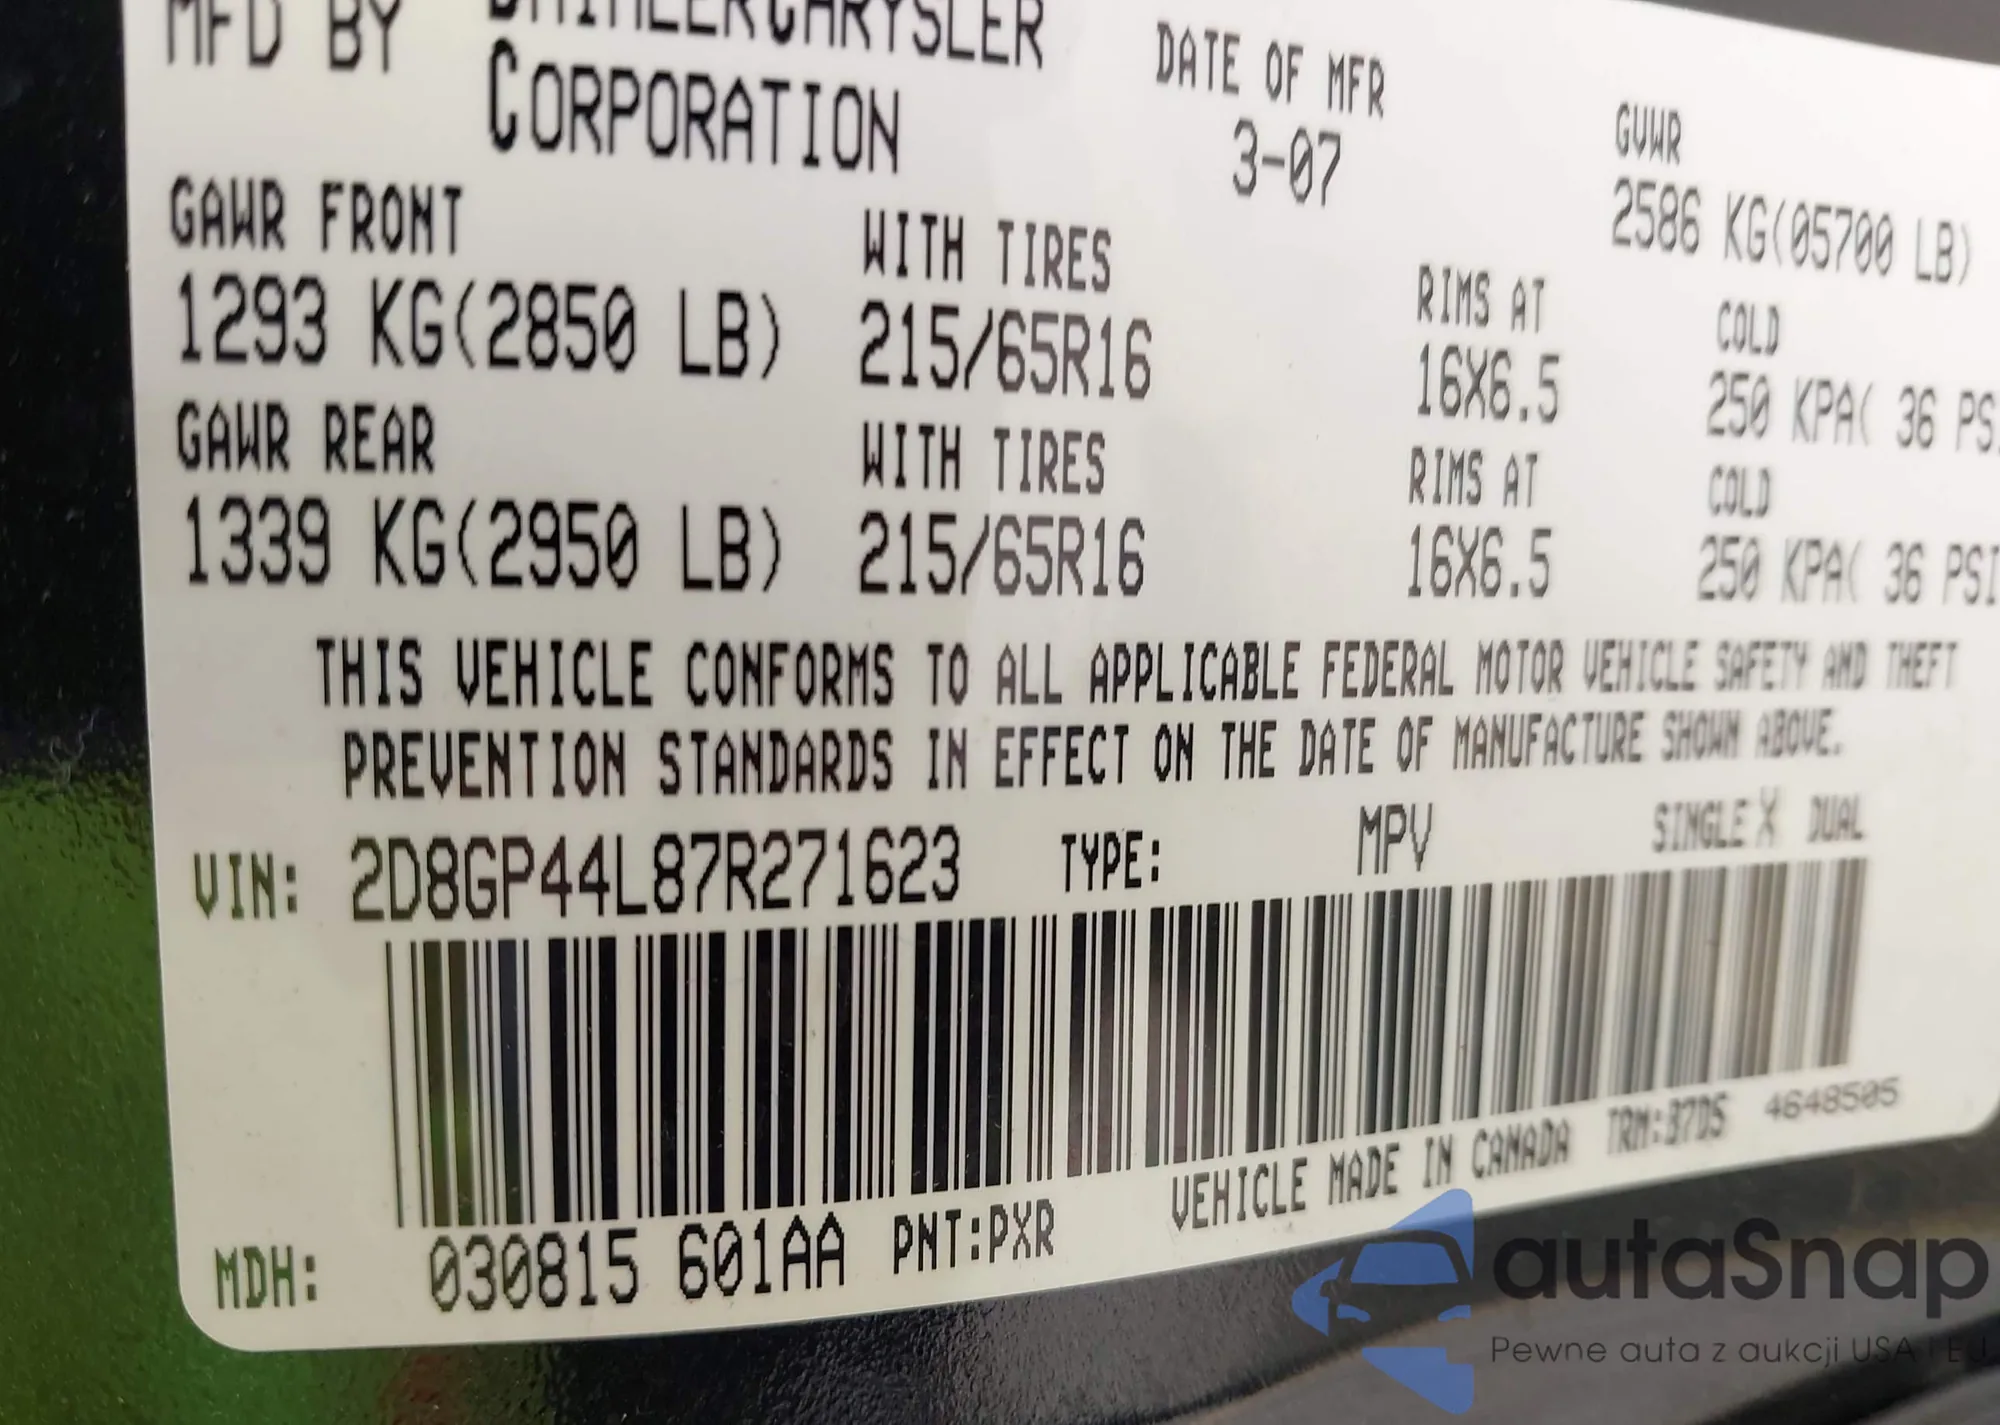 MFD BY DAIMLERCHRYSLER
CORPORATION
DATE OF MFR
3-07
GVWR
2586 KG(05700 LB)
GAWR FRONT
1293 KG(2850 LB)
WITH TIRES
215/65R16
RIMS AT
16X6.5
COLD
250 KPA( 36 PSI
GAWR REAR
1339 KG(2950 LB)
WITH TIRES
215/65R16
RIMS AT
16X6.5
COLD
250 KPA( 36 PSI
THIS VEHICLE CONFORMS TO ALL APPLICABLE FEDERAL MOTOR VEHICLE SAFETY AND THEFT
PREVENTION STANDARDS IN EFFECT ON THE DATE OF MANUFACTURE SHOWN ABOVE.
VIN: 2D8GP44L87R271623 TYPE: MPV SINGLE X DUAL
MDH: 030815 601AA PNT:PXR VEHICLE MADE IN CANADA TRM:37D5 4648505
autaSnap
Pewne auta z aukcji USA i EU